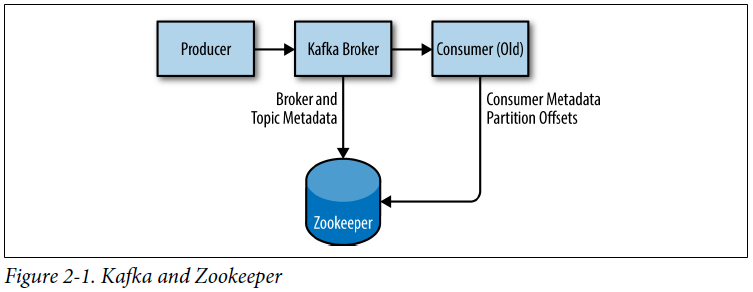 Producer
Kafka Broker
Consumer (Old)
Broker and
Topic Metadata
Consumer Metadata
Partition Offsets
Zookeeper
Figure 2-1. Kafka and Zookeeper